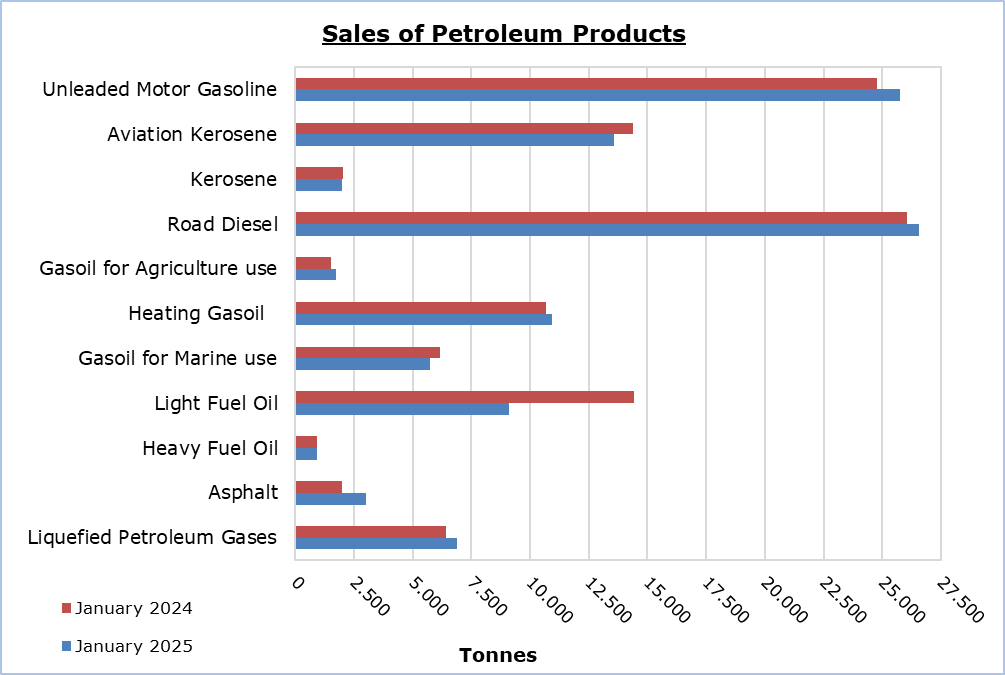 Sales of Petroleum Products
Unleaded Motor Gasoline
Aviation Kerosene
Kerosene
Road Diesel
Gasoil for Agriculture use
Heating Gasoil
Gasoil for Marine use
Light Fuel Oil
Heavy Fuel Oil
Asphalt
Liquefied Petroleum Gases
0
2.500
5.000
7.500
10.000
12.500
15.000
17.500
20.000
22.500
25.000
27.500
January 2024
January 2025
Tonnes